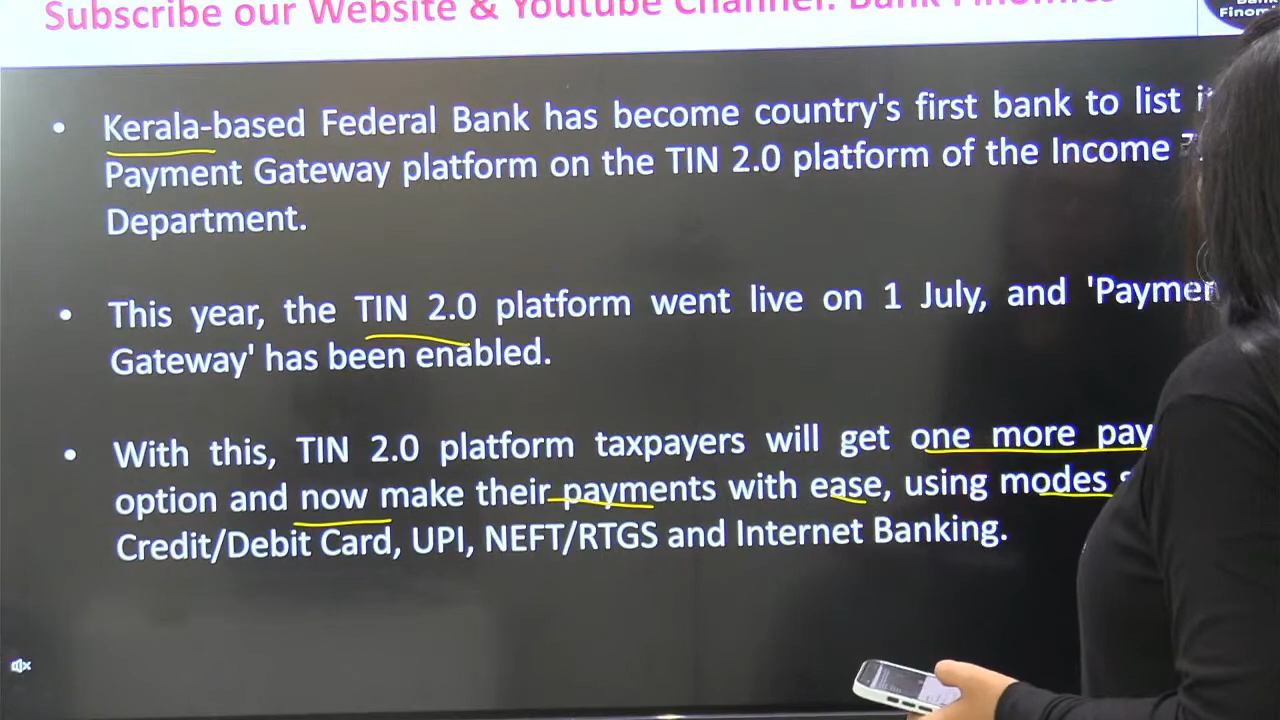 Subscribe our Website & Youtube Channel: Bank Finomics
Bank
Finom
• Kerala-based Federal Bank has become country's first bank to list
Payment Gateway platform on the TIN 2.0 platform of the Income
Department.
• This year, the TIN 2.0 platform went live on 1 July, and 'Paymen
Gateway' has been enabled.
• With this, TIN 2.0 platform taxpayers will get one more pay
option and now make their payments with ease, using modes
Credit/Debit Card, UPI, NEFT/RTGS and Internet Banking.